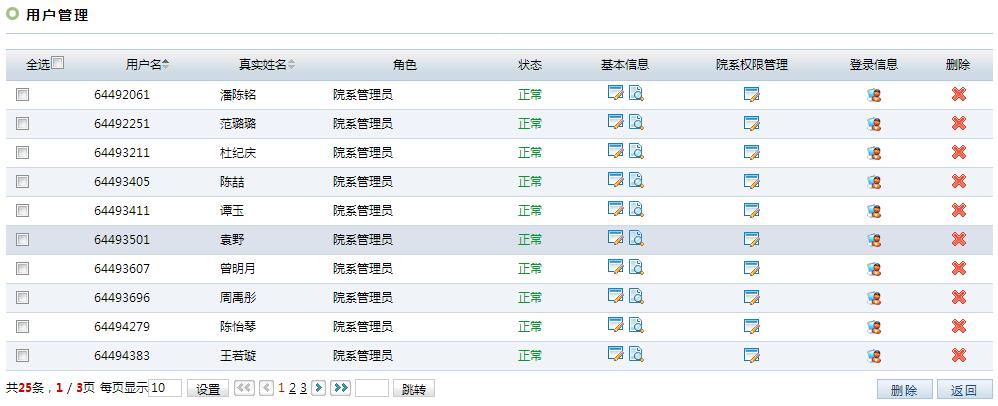 用户管理
全选 用户名 真实姓名 角色 状态 基本信息 院系权限管理 登录信息 删除
64492061 潘陈铭 院系管理员 正常
64492251 范璐璐 院系管理员 正常
64493211 杜纪庆 院系管理员 正常
64493405 陈喆 院系管理员 正常
64493411 谭玉 院系管理员 正常
64493501 袁野 院系管理员 正常
64493607 曾明月 院系管理员 正常
64493696 周禹彤 院系管理员 正常
64494279 陈怡琴 院系管理员 正常
64494383 王若璇 院系管理员 正常
共25条，1 / 3页 每页显示10 设置 1 2 3 跳转 删除 返回